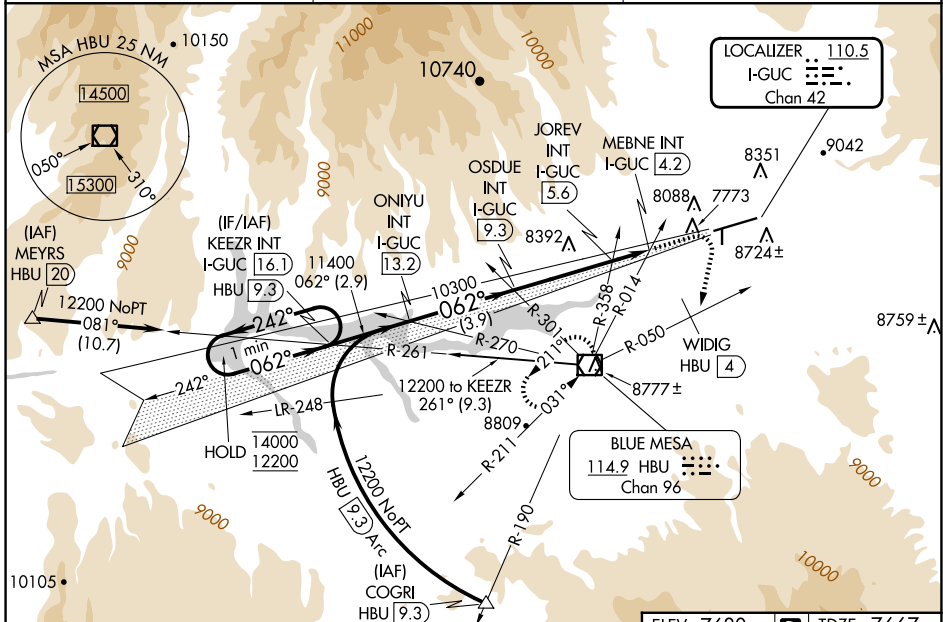 MSA HBU 25 NM
10150
14500
050°
15300
310°
11000
10000
10740
LOCALIZER 110.5
I-GUC
Chan 42
9042
8351
JOREV
INT
I-GUC
5.6
MEBNE INT
I-GUC 4.2
OSDUE
INT
I-GUC
9.3
9000
9000
8088
7773
8724±
8392
ONIYU
INT
I-GUC
13.2
(IF/IAF)
KEEZR INT
I-GUC 16.1
HBU 9.3
11400
062° (2.9)
10300
062°
(3.9)
(IAF)
MEYRS
HBU 20
12200 NoPT
081°
(10.7)
242°
1 min
062°
242°
R-301
R-358
R-014
R-050
R-270
R-261
211°
WIDIG
HBU 4
8759±
12200 to KEEZR
261° (9.3)
8777±
031°
8809
R-211
LR-248
HOLD
14000
12200
BLUE MESA
114.9 HBU
Chan 96
9000
9000
12200 NoPT
HBU 9.3 Arc
R-190
10000
10105
(IAF)
COGRI
HBU 9.3
ELEV 7680
D
TDZE 7667